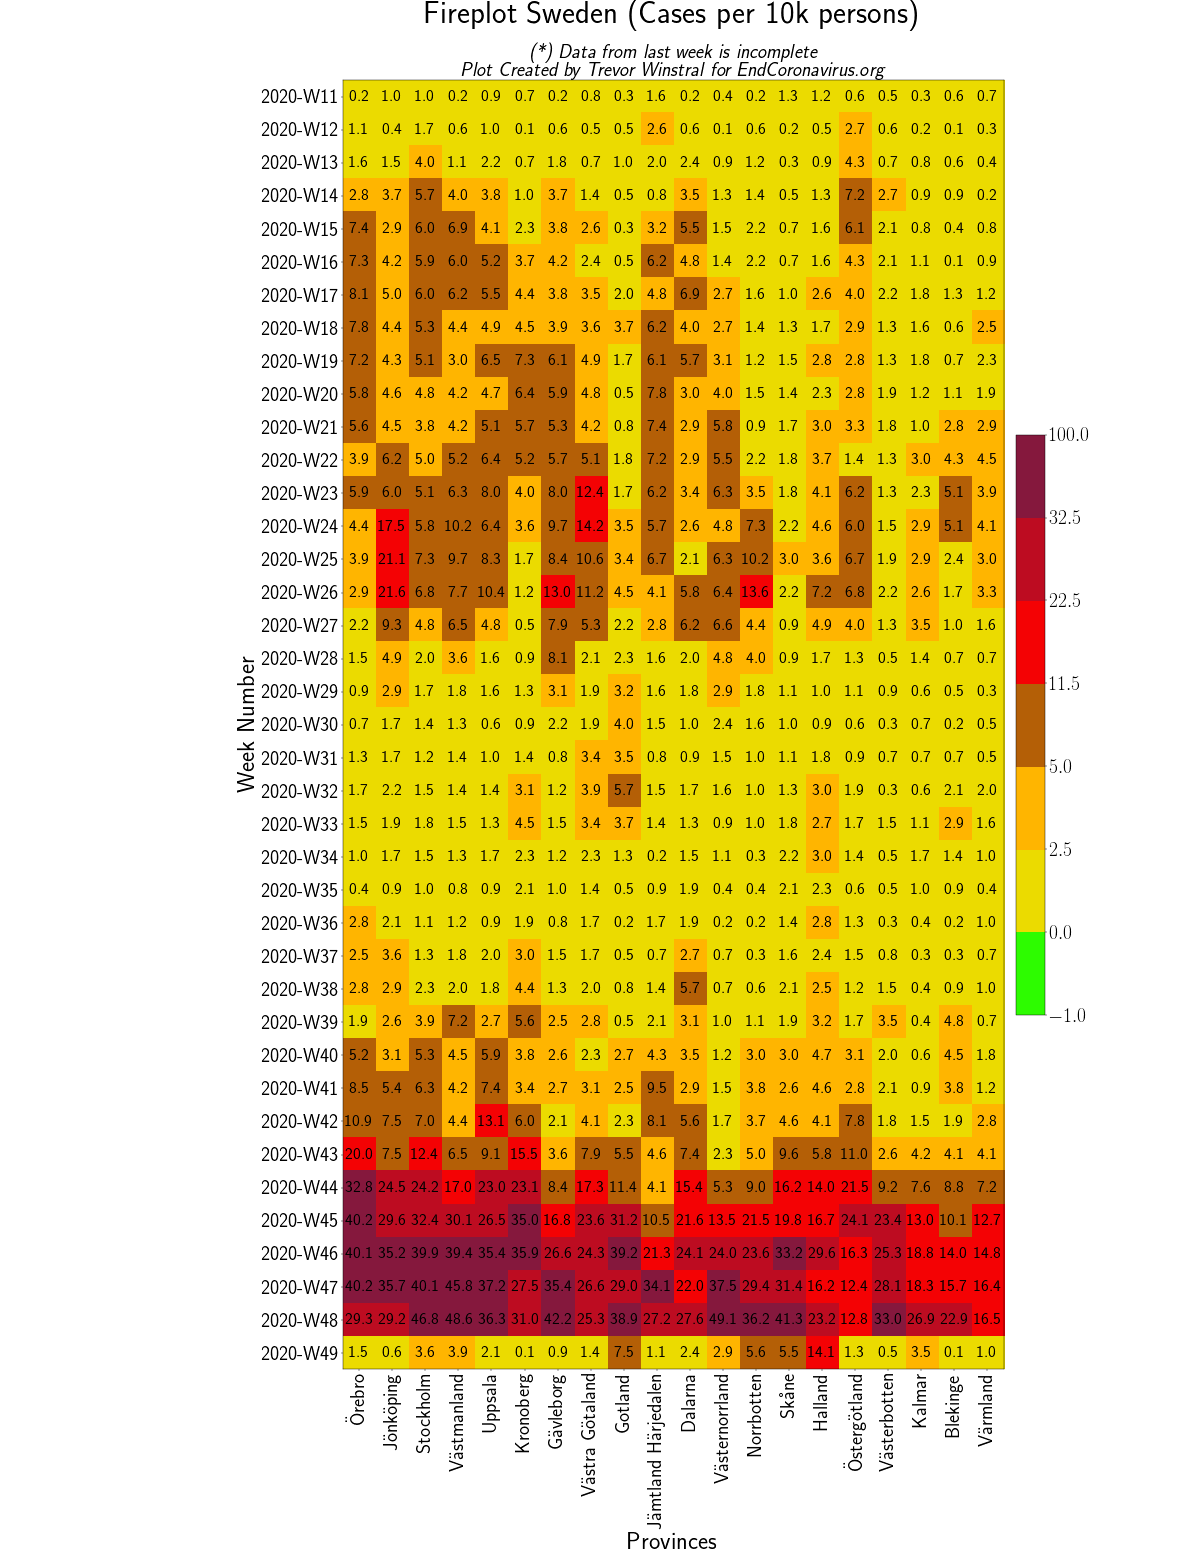 Fireplot Sweden (Cases per 10k persons)
(*) Data from last week is incomplete
Plot Created by Trevor Winstral for EndCoronavirus.org
2020-W11 0.2 1.0 1.0 0.2 0.9 0.7 0.2 0.8 0.3 1.6 0.2 0.4 0.2 1.3 1.2 0.6 0.5 0.3 0.6 0.7
2020-W12 1.1 0.4 1.7 0.6 1.0 0.1 0.6 0.5 0.5 2.6 0.6 0.1 0.6 0.2 0.5 2.7 0.6 0.2 0.1 0.3
2020-W13 1.6 1.5 4.0 1.1 2.2 0.7 1.8 0.7 1.0 2.0 2.4 0.9 1.2 0.3 0.9 4.3 0.7 0.8 0.6 0.4
2020-W14 2.8 3.7 5.7 4.0 3.8 1.0 3.7 1.4 0.5 0.8 3.5 1.3 1.4 0.5 1.3 7.2 2.7 0.9 0.9 0.2
2020-W15 7.4 2.9 6.0 6.9 4.1 2.3 3.8 2.6 0.3 3.2 5.5 1.5 2.2 0.7 1.6 6.1 2.1 0.8 0.4 0.8
2020-W16 7.3 4.2 5.9 6.0 5.2 3.7 4.2 2.4 0.5 6.2 4.8 1.4 2.2 0.7 1.6 4.3 2.1 1.1 0.1 0.9
2020-W17 8.1 5.0 6.0 6.2 5.5 4.4 3.8 3.5 2.0 4.8 6.9 2.7 1.6 1.0 2.6 4.0 2.2 1.8 1.3 1.2
2020-W18 7.8 4.4 5.3 4.4 4.9 4.5 3.9 3.6 3.7 6.2 4.0 2.7 1.4 1.3 1.7 2.9 1.3 1.6 0.6 2.5
2020-W19 7.2 4.3 5.1 3.0 6.5 7.3 6.1 4.9 1.7 6.1 5.7 3.1 1.2 1.5 2.8 2.8 1.3 1.8 0.7 2.3
2020-W20 5.8 4.6 4.8 4.2 4.7 6.4 5.9 4.8 0.5 7.8 3.0 4.0 1.5 1.4 2.3 2.8 1.9 1.2 1.1 1.9
2020-W21 5.6 4.5 3.8 4.2 5.1 5.7 5.3 4.2 0.8 7.4 2.9 5.8 0.9 1.7 3.0 3.3 1.8 1.0 2.8 2.9
2020-W22 3.9 6.2 5.0 5.2 6.4 5.2 5.7 5.1 1.8 7.2 2.9 5.5 2.2 1.8 3.7 1.4 1.3 3.0 4.3 4.5
2020-W23 5.9 6.0 5.1 6.3 8.0 4.0 8.0 12.4 1.7 6.2 3.4 6.3 3.5 1.8 4.1 6.2 1.3 2.3 5.1 3.9
2020-W24 4.4 17.5 5.8 10.2 6.4 3.6 9.7 14.2 3.5 5.7 2.6 4.8 7.3 2.2 4.6 6.0 1.5 2.9 5.1 4.1
2020-W25 3.9 21.1 7.3 9.7 8.3 1.7 8.4 10.6 3.4 6.7 2.1 6.3 10.2 3.0 3.6 6.7 1.9 2.9 2.4 3.0
2020-W26 2.9 21.6 6.8 7.7 10.4 1.2 13.0 11.2 4.5 4.1 5.8 6.4 13.6 2.2 7.2 6.8 2.2 2.6 1.7 3.3
2020-W27 2.2 9.3 4.8 6.5 4.8 0.5 7.9 5.3 2.2 2.8 6.2 6.6 4.4 0.9 4.9 4.0 1.3 3.5 1.0 1.6
2020-W28 1.5 4.9 2.0 3.6 1.6 0.9 8.1 2.1 2.3 1.6 2.0 4.8 4.0 0.9 1.7 1.3 0.5 1.4 0.7 0.7
2020-W29 0.9 2.9 1.7 1.8 1.6 1.3 3.1 1.9 3.2 1.6 1.8 2.9 1.8 1.1 1.0 1.1 0.9 0.6 0.5 0.3
2020-W30 0.7 1.7 1.4 1.3 0.6 0.9 2.2 1.9 4.0 1.5 1.0 2.4 1.6 1.0 0.9 0.6 0.3 0.7 0.2 0.5
2020-W31 1.3 1.7 1.2 1.4 1.0 1.4 0.8 3.4 3.5 0.8 0.9 1.5 1.0 1.1 1.8 0.9 0.7 0.7 0.7 0.5
2020-W32 1.7 2.2 1.5 1.4 1.4 3.1 1.2 3.9 5.7 1.5 1.7 1.6 1.0 1.3 3.0 1.9 0.3 0.6 2.1 2.0
2020-W33 1.5 1.9 1.8 1.5 1.3 4.5 1.5 3.4 3.7 1.4 1.3 0.9 1.0 1.8 2.7 1.7 1.5 1.1 2.9 1.6
2020-W34 1.0 1.7 1.5 1.3 1.7 2.3 1.2 2.3 1.3 0.2 1.5 1.1 0.3 2.2 3.0 1.4 0.5 1.7 1.4 1.0
2020-W35 0.4 0.9 1.0 0.8 0.9 2.1 1.0 1.4 0.5 0.9 1.9 0.4 0.4 2.1 2.3 0.6 0.5 1.0 0.9 0.4
2020-W36 2.8 2.1 1.1 1.2 0.9 1.9 0.8 1.7 0.2 1.7 1.9 0.2 0.2 1.4 2.8 1.3 0.3 0.4 0.2 1.0
2020-W37 2.5 3.6 1.3 1.8 2.0 3.0 1.5 1.7 0.5 0.7 2.7 0.7 0.3 1.6 2.4 1.5 0.8 0.3 0.3 0.7
2020-W38 2.8 2.9 2.3 2.0 1.8 4.4 1.3 2.0 0.8 1.4 5.7 0.7 0.6 2.1 2.5 1.2 1.5 0.4 0.9 1.0
2020-W39 1.9 2.6 3.9 7.2 2.7 5.6 2.5 2.8 0.5 2.1 3.1 1.0 1.1 1.9 3.2 1.7 3.5 0.4 4.8 0.7
2020-W40 5.2 3.1 5.3 4.5 5.9 3.8 2.6 2.3 2.7 4.3 3.5 1.2 3.0 3.0 4.7 3.1 2.0 0.6 4.5 1.8
2020-W41 8.5 5.4 6.3 4.2 7.4 3.4 2.7 3.1 2.5 9.5 2.9 1.5 3.8 2.6 4.6 2.8 2.1 0.9 3.8 1.2
2020-W42 10.9 7.5 7.0 4.4 13.1 6.0 2.1 4.1 2.3 8.1 5.6 1.7 3.7 4.6 4.1 7.8 1.8 1.5 1.9 2.8
2020-W43 20.0 7.5 12.4 6.5 9.1 15.5 3.6 7.9 5.5 4.6 7.4 2.3 5.0 9.6 5.8 11.0 2.6 4.2 4.1 4.1
2020-W44 32.8 24.5 24.2 17.0 23.0 23.1 8.4 17.3 11.4 4.1 15.4 5.3 9.0 16.2 14.0 21.5 9.2 7.6 8.8 7.2
2020-W45 40.2 29.6 32.4 30.1 26.5 35.0 16.8 23.6 31.2 10.5 21.6 13.5 21.5 19.8 16.7 24.1 23.4 13.0 10.1 12.7
2020-W46 40.1 35.2 39.9 39.4 35.4 35.9 26.6 24.3 39.2 21.3 24.1 24.0 23.6 33.2 29.6 16.3 25.3 18.8 14.0 14.8
2020-W47 40.2 35.7 40.1 45.8 37.2 27.5 35.4 26.6 29.0 34.1 22.0 37.5 29.4 31.4 16.2 12.4 28.1 18.3 15.7 16.4
2020-W48 29.3 29.2 46.8 48.6 36.3 31.0 42.2 25.3 38.9 27.2 27.6 49.1 36.2 41.3 23.2 12.8 33.0 26.9 22.9 16.5
2020-W49 1.5 0.6 3.6 3.9 2.1 0.1 0.9 1.4 7.5 1.1 2.4 2.9 5.6 5.5 14.1 1.3 0.5 3.5 0.1 1.0
Week Number
Örebro
Jönköping
Stockholm
Västmanland
Uppsala
Kronoberg
Gävleborg
Västra Götaland
Gotland
Jämtland Härjedalen
Dalarna
Västernorrland
Norrbotten
Skåne
Halland
Östergötland
Västerbotten
Kalmar
Blekinge
Värmland
Provinces
100.0
32.5
22.5
11.5
5.0
2.5
0.0
−1.0